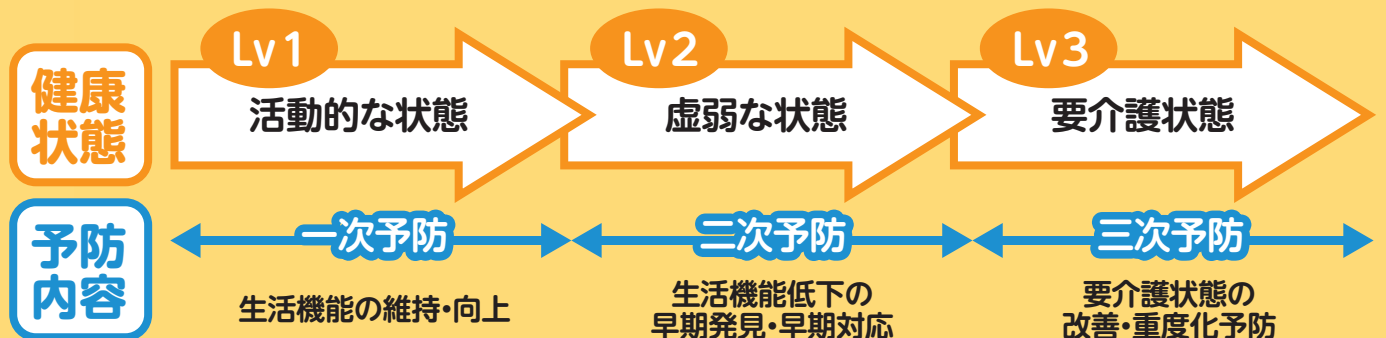 健康
状態
Lv1
活動的な状態
Lv2
虚弱な状態
Lv3
要介護状態
予防
内容
一次予防
生活機能の維持・向上
二次予防
生活機能低下の
早期発見・早期対応
三次予防
要介護状態の
改善・重度化予防